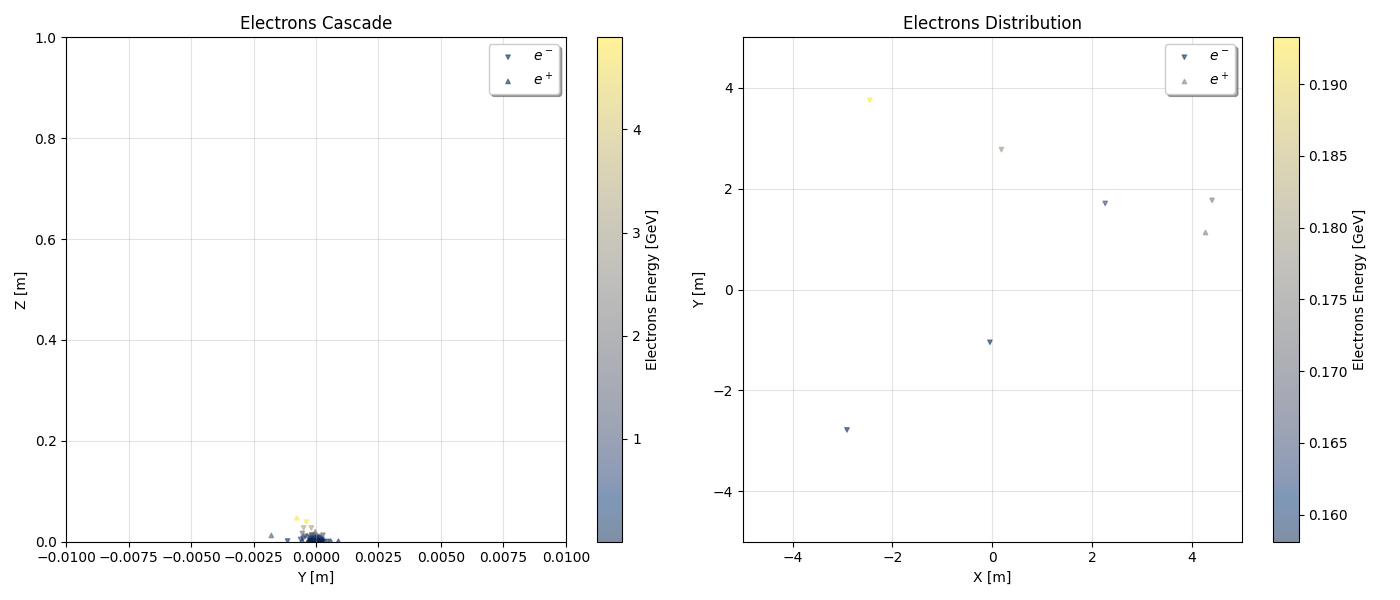 Electrons Cascade
e⁻
e⁺
1.0
0.8
0.6
0.4
0.2
0.0
Z [m]
−0.0100 −0.0075 −0.0050 −0.0025 0.0000 0.0025 0.0050 0.0075 0.0100
Y [m]
4
3
2
1
Electrons Energy [GeV]
Electrons Distribution
e⁻
e⁺
4
2
0
−2
−4
Y [m]
−4 −2 0 2 4
X [m]
0.190
0.185
0.180
0.175
0.170
0.165
0.160
Electrons Energy [GeV]